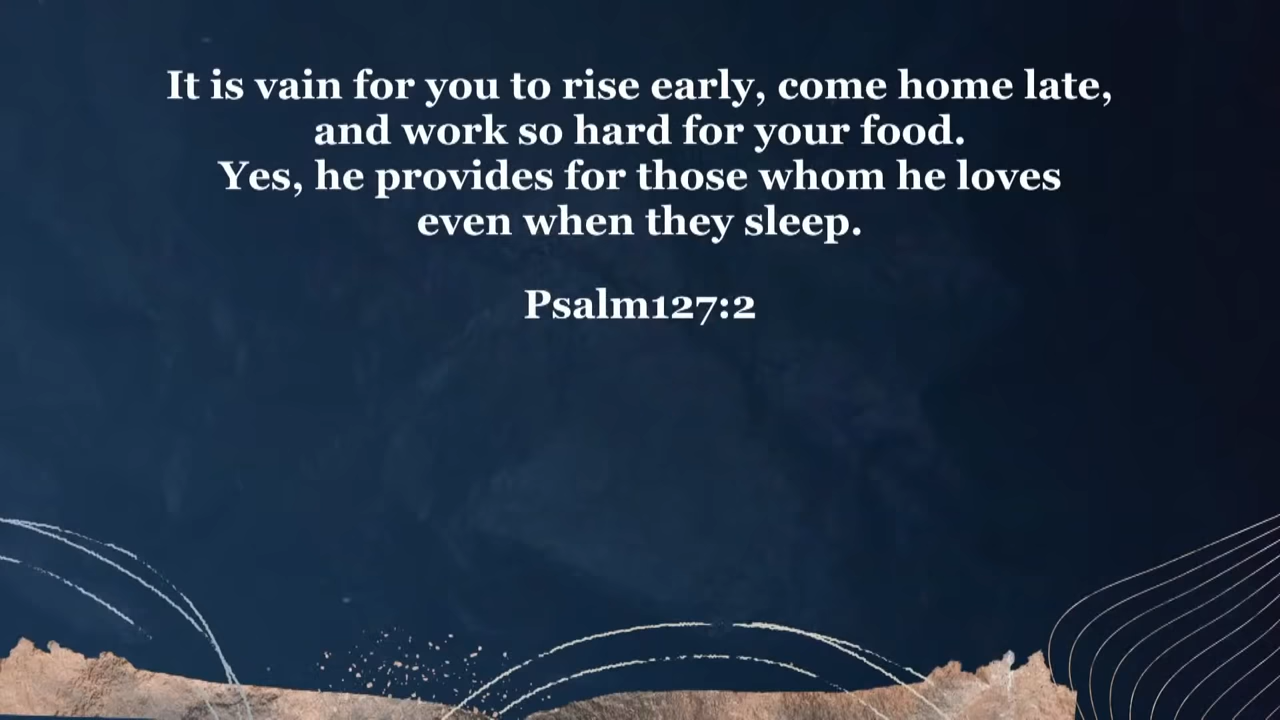 It is vain for you to rise early, come home late,
and work so hard for your food.
Yes, he provides for those whom he loves
even when they sleep.
Psalm127:2